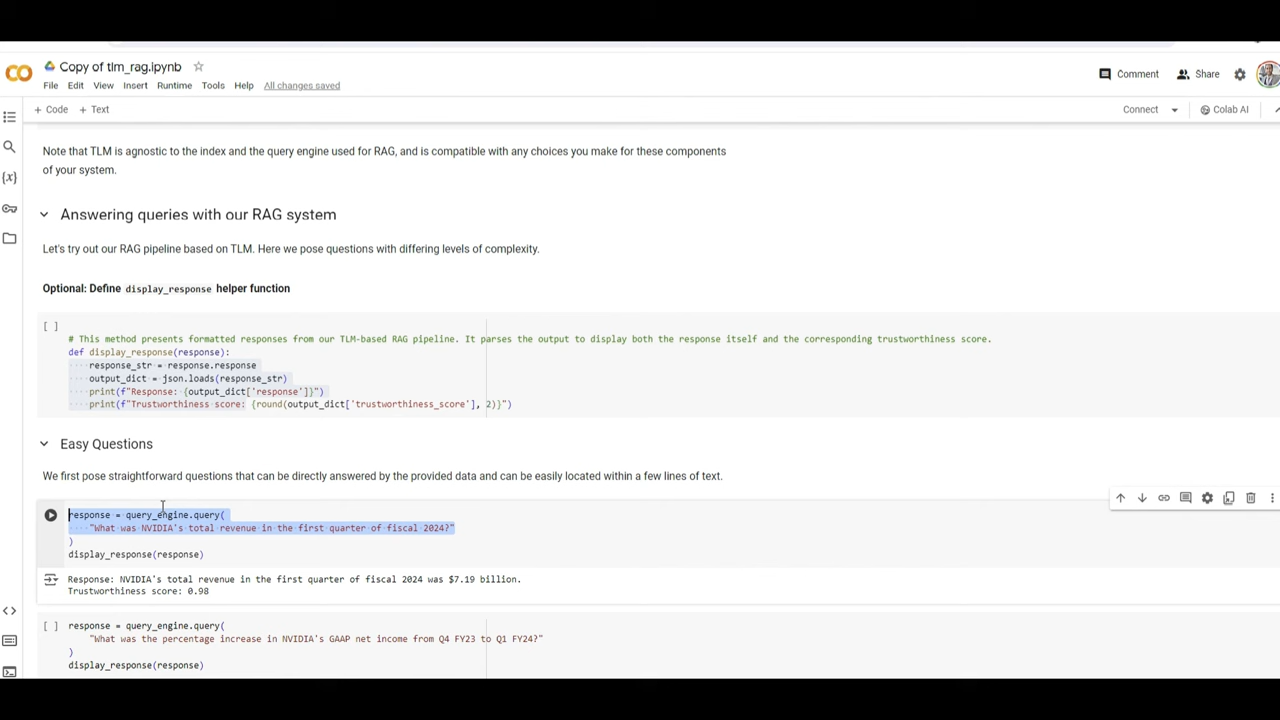 Copy of tlm_rag.ipynb
File Edit View Insert Runtime Tools Help All changes saved
Comment Share
+ Code + Text
Connect Colab AI
Note that TLM is agnostic to the index and the query engine used for RAG, and is compatible with any choices you make for these components
of your system.
Answering queries with our RAG system
Let's try out our RAG pipeline based on TLM. Here we pose questions with differing levels of complexity.
Optional: Define display_response helper function
[ ]
# This method presents formatted responses from our TLM-based RAG pipeline. It parses the output to display both the response itself and the corresponding trustworthiness score.
def display_response(response):
response_str = response.response
output_dict = json.loads(response_str)
print(f"Response: {output_dict['response']}")
print(f"Trustworthiness score: {round(output_dict['trustworthiness_score'], 2)}")
Easy Questions
We first pose straightforward questions that can be directly answered by the provided data and can be easily located within a few lines of text.
response = query_engine.query(
"What was NVIDIA's total revenue in the first quarter of fiscal 2024?"
)
display_response(response)
Response: NVIDIA's total revenue in the first quarter of fiscal 2024 was $7.19 billion.
Trustworthiness score: 0.98
[ ] response = query_engine.query(
"What was the percentage increase in NVIDIA's GAAP net income from Q4 FY23 to Q1 FY24?"
)
display_response(response)